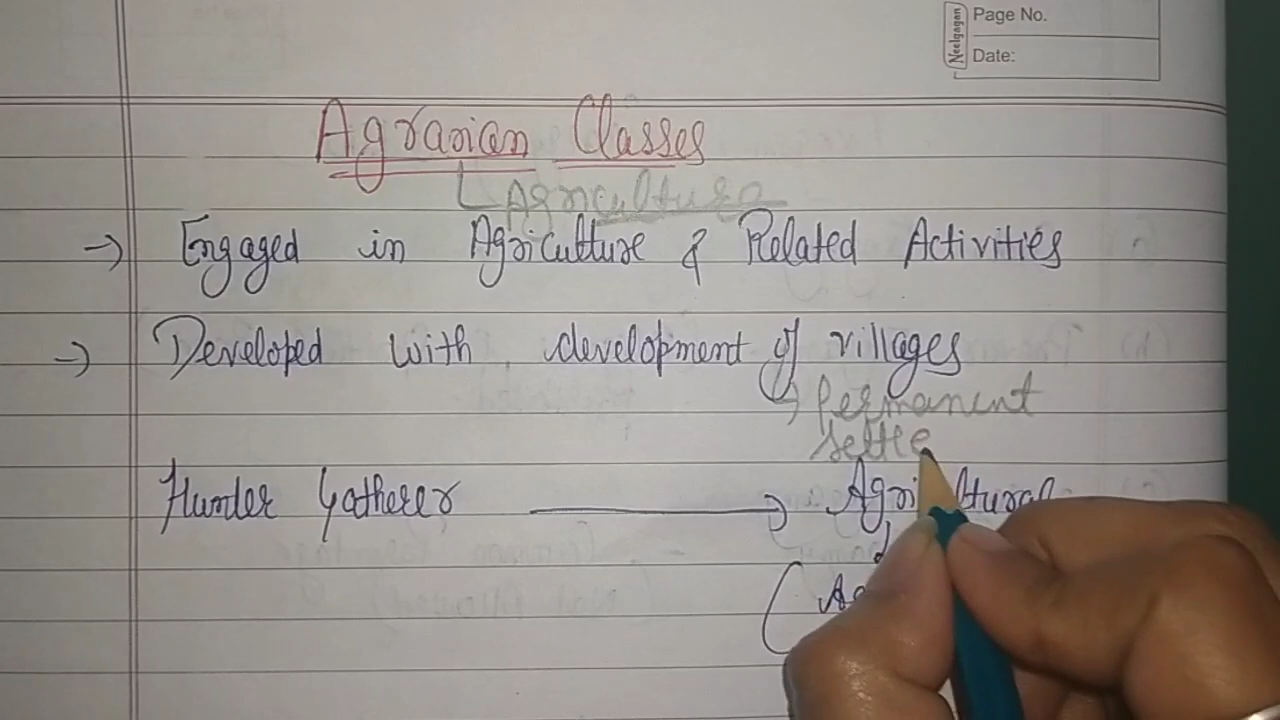 Neelgagan
Page No.
Date:
Agrarian Classes
Agriculture
→ Engaged in Agriculture & Related Activities
→ Developed with development of villages
→ Permanent
settle
Hunter Gatherer → Agricultural